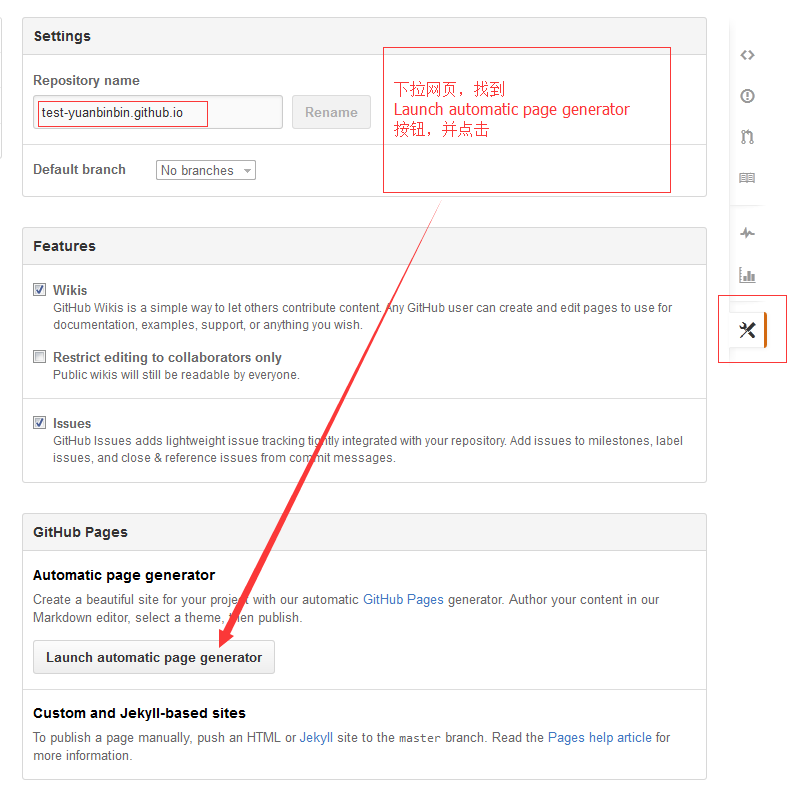 Settings
Repository name
test-yuanbinbin.github.io
Rename
Default branch
No branches
下拉网页，找到
Launch automatic page generator
按钮，并点击
Features
Wikis
GitHub Wikis is a simple way to let others contribute content. Any GitHub user can create and edit pages to use for
documentation, examples, support, or anything you wish.
Restrict editing to collaborators only
Public wikis will still be readable by everyone.
Issues
GitHub Issues adds lightweight issue tracking tightly integrated with your repository. Add issues to milestones, label
issues, and close & reference issues from commit messages.
GitHub Pages
Automatic page generator
Create a beautiful site for your project with our automatic GitHub Pages generator. Author your content in our
Markdown editor, select a theme, then publish.
Launch automatic page generator
Custom and Jekyll-based sites
To publish a page manually, push an HTML or Jekyll site to the master branch. Read the Pages help article for
more information.